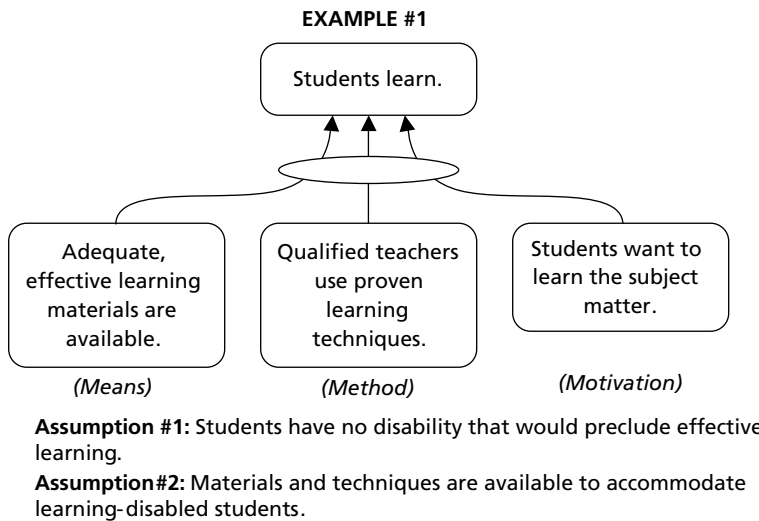 EXAMPLE #1
Students learn.
Adequate,
effective learning
materials are
available.
Qualified teachers
use proven
learning
techniques.
Students want to
learn the subject
matter.
(Means)
(Method)
(Motivation)
Assumption #1: Students have no disability that would preclude effective
learning.
Assumption#2: Materials and techniques are available to accommodate
learning-disabled students.